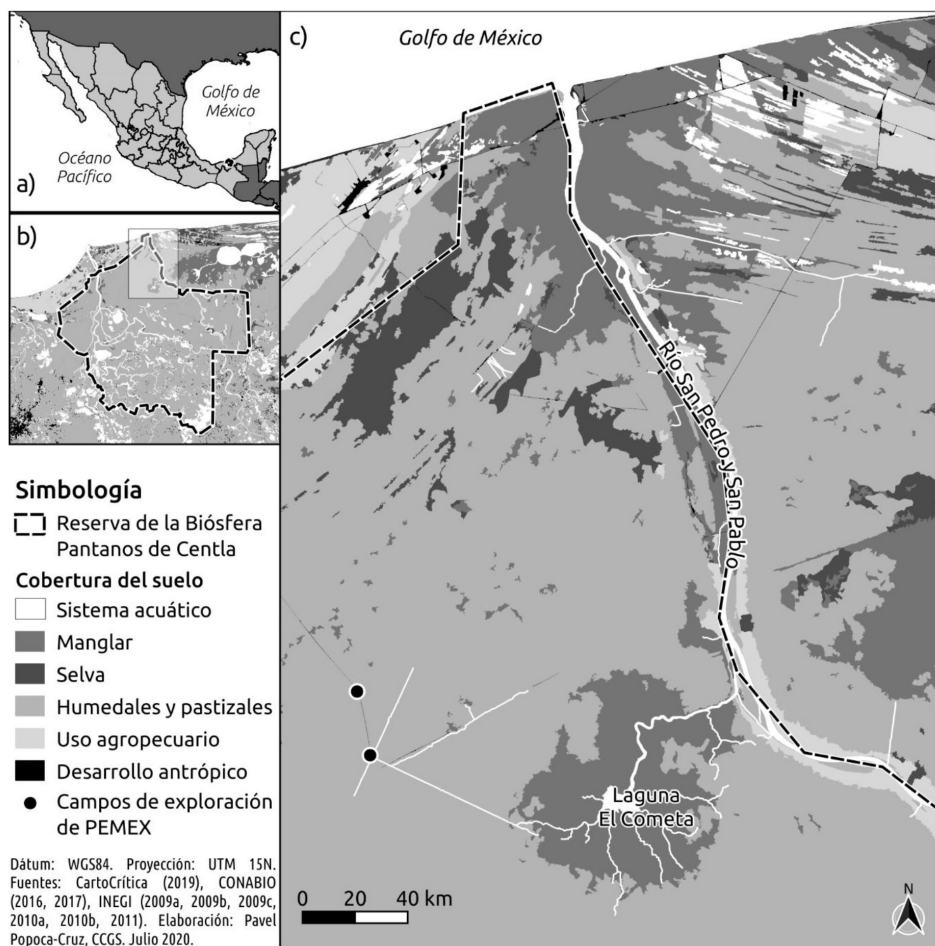 a)
Golfo de
México
Océano
Pacífico
b)
c)
Golfo de México
Río San Pedro y San Pablo
Laguna
El Cometa
0 20 40 km
N
Simbología
Reserva de la Biósfera
Pantanos de Centla
Cobertura del suelo
Sistema acuático
Manglar
Selva
Humedales y pastizales
Uso agropecuario
Desarrollo antrópico
Campos de exploración
de PEMEX
Dátum: WGS84. Proyección: UTM 15N.
Fuentes: CartoCrítica (2019), CONABIO
(2016, 2017), INEGI (2009a, 2009b, 2009c,
2010a, 2010b, 2011). Elaboración: Pavel
Popoca-Cruz, CCGS. Julio 2020.